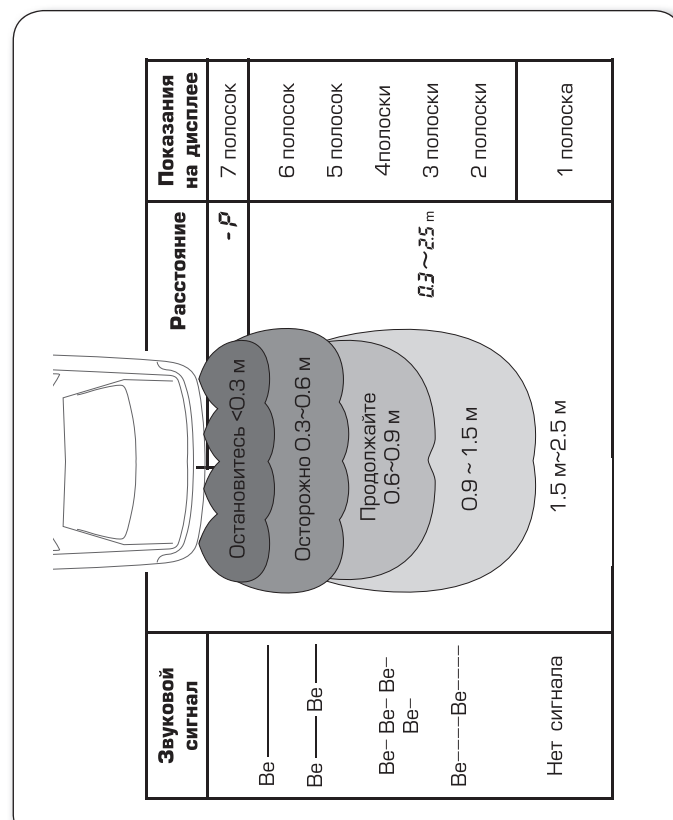 Показания
на дисплее
7 полосок
6 полосок
5 полосок
4полоски
3 полоски
2 полоски
1 полоска
Расстояние
- P
0.3~2.5 m
Остановитесь <0.3 м
Осторожно 0.3~0.6 м
Продолжайте
0.6~0.9 м
0.9 ~ 1.5 м
1.5 м~2.5 м
Звуковой
сигнал
Be ———
Be —— Be ——
Be- Be- Be-
Be-
Be-----Be-----
Нет сигнала